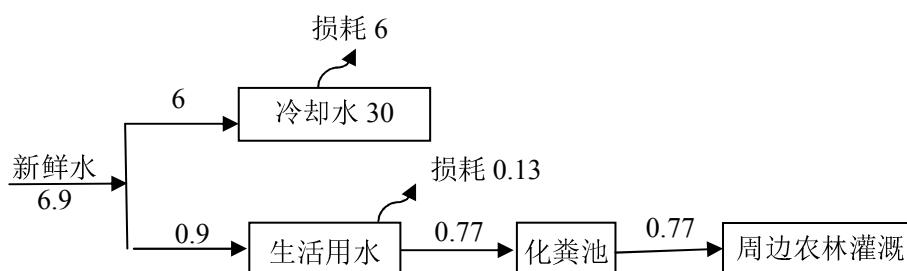 损耗 6
6
冷却水 30
新鲜水
6.9
损耗 0.13
0.9
生活用水
0.77
化粪池
0.77
周边农林灌溉